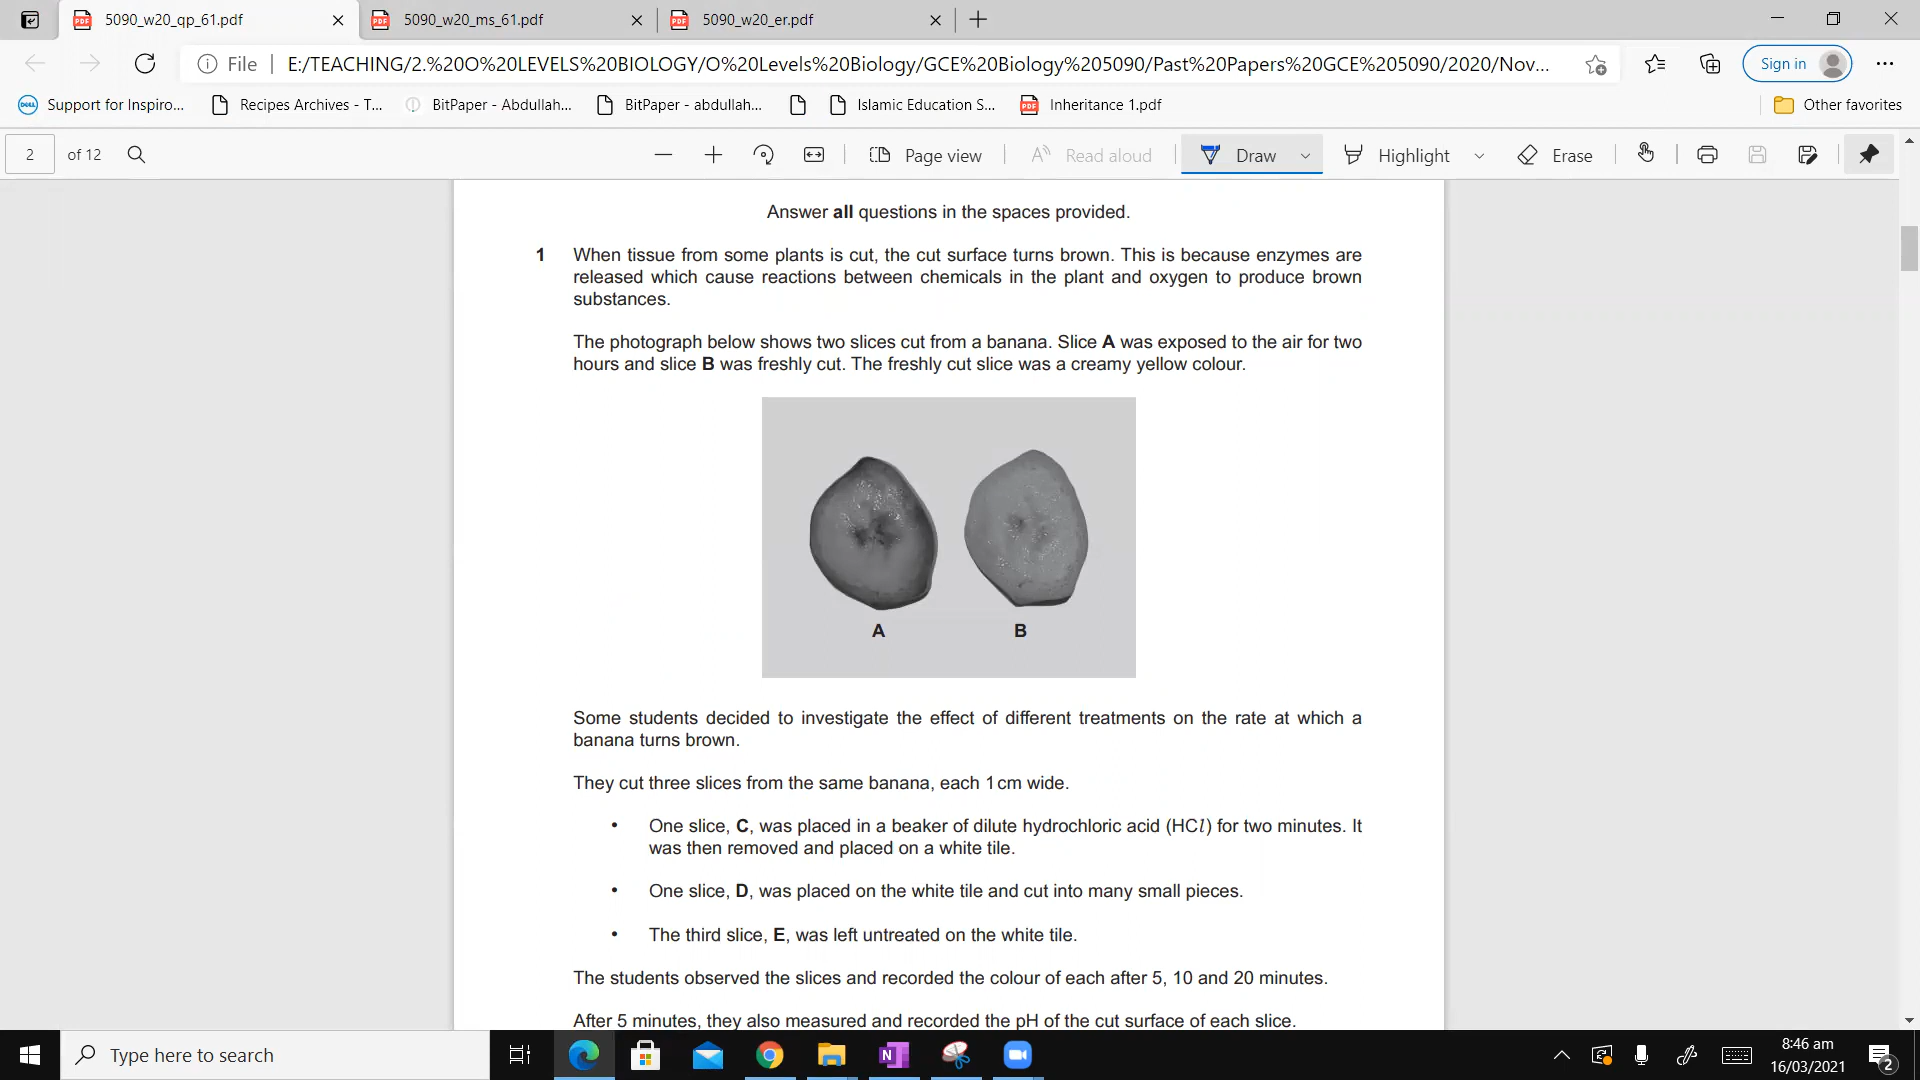 5090_w20_qp_61.pdf
5090_w20_ms_61.pdf
5090_w20_er.pdf
File
E:/TEACHING/2.%20O%20LEVELS%20BIOLOGY/O%20Levels%20Biology/GCE%20Biology%205090/Past%20Papers%20GCE%205090/2020/Nov...
Sign in
Support for Inspiro...
Recipes Archives - T...
BitPaper - Abdullah...
BitPaper - abdullah...
Islamic Education S...
Inheritance 1.pdf
Other favorites
2 of 12
Page view
Read aloud
Draw
Highlight
Erase
Answer all questions in the spaces provided.
1 When tissue from some plants is cut, the cut surface turns brown. This is because enzymes are
released which cause reactions between chemicals in the plant and oxygen to produce brown
substances.
The photograph below shows two slices cut from a banana. Slice A was exposed to the air for two
hours and slice B was freshly cut. The freshly cut slice was a creamy yellow colour.
A B
Some students decided to investigate the effect of different treatments on the rate at which a
banana turns brown.
They cut three slices from the same banana, each 1 cm wide.
• One slice, C, was placed in a beaker of dilute hydrochloric acid (HCl) for two minutes. It
was then removed and placed on a white tile.
• One slice, D, was placed on the white tile and cut into many small pieces.
• The third slice, E, was left untreated on the white tile.
The students observed the slices and recorded the colour of each after 5, 10 and 20 minutes.
After 5 minutes, they also measured and recorded the pH of the cut surface of each slice.
Type here to search
8:46 am
16/03/2021
2